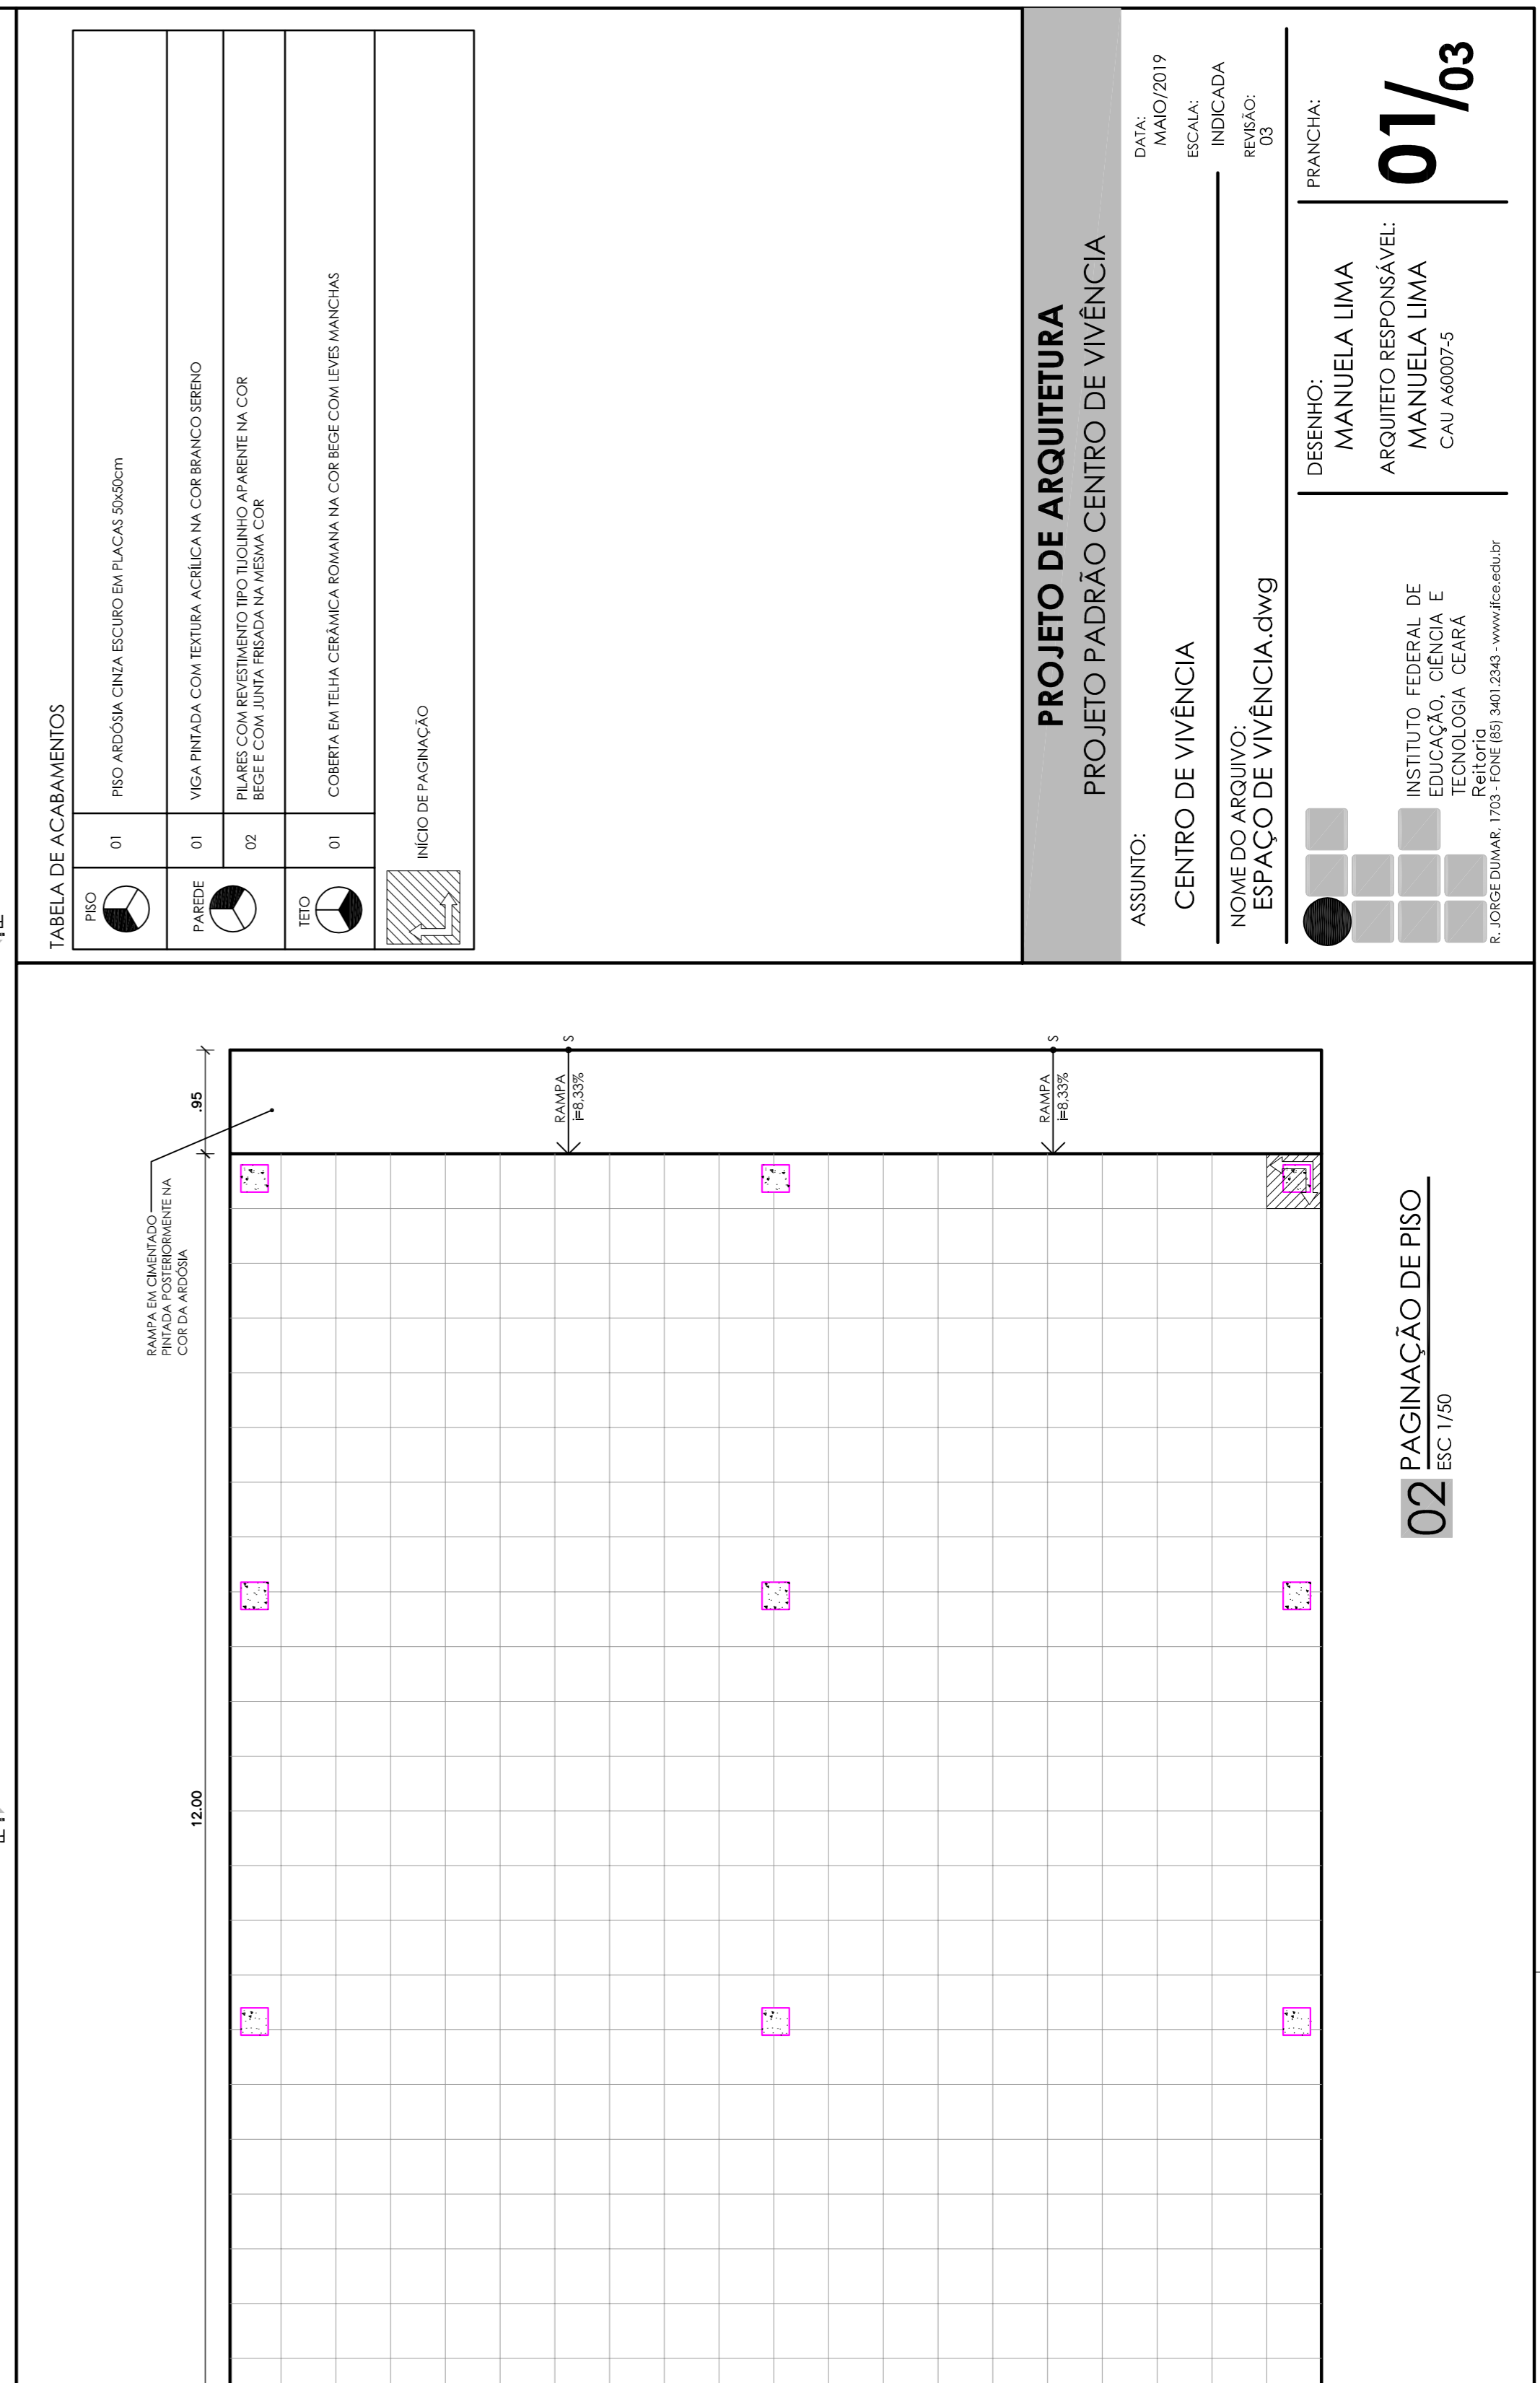 TABELA DE ACABAMENTOS
PISO
01
PISO ARDÓSIA CINZA ESCURO EM PLACAS 50x50cm
PAREDE
01
VIGA PINTADA COM TEXTURA ACRÍLICA NA COR BRANCO SERENO
02
PILARES COM REVESTIMENTO TIPO TIJOLINHO APARENTE NA COR
BEGE E COM JUNTA FRISADA NA MESMA COR
TETO
01
COBERTA EM TELHA CERÂMICA ROMANA NA COR BEGE COM LEVES MANCHAS
INÍCIO DE PAGINAÇÃO
PROJETO DE ARQUITETURA
PROJETO PADRÃO CENTRO DE VIVÊNCIA
ASSUNTO:
CENTRO DE VIVÊNCIA
NOME DO ARQUIVO:
ESPAÇO DE VIVÊNCIA.dwg
DATA:
MAIO/2019
ESCALA:
INDICADA
REVISÃO:
03
INSTITUTO FEDERAL DE
EDUCAÇÃO, CIÊNCIA E
TECNOLOGIA CEARÁ
Reitoria
R. JORGE DUMAR, 1703 - FONE (85) 3401.2343 - www.ifce.edu.br
DESENHO:
MANUELA LIMA
ARQUITETO RESPONSÁVEL:
MANUELA LIMA
CAU A60007-5
PRANCHA:
01/03
RAMPA EM CIMENTADO
PINTADA POSTERIORMENTE NA
COR DA ARDÓSIA
12.00
.95
RAMPA
i=8,33%
S
RAMPA
i=8,33%
S
02 PAGINAÇÃO DE PISO
ESC 1/50